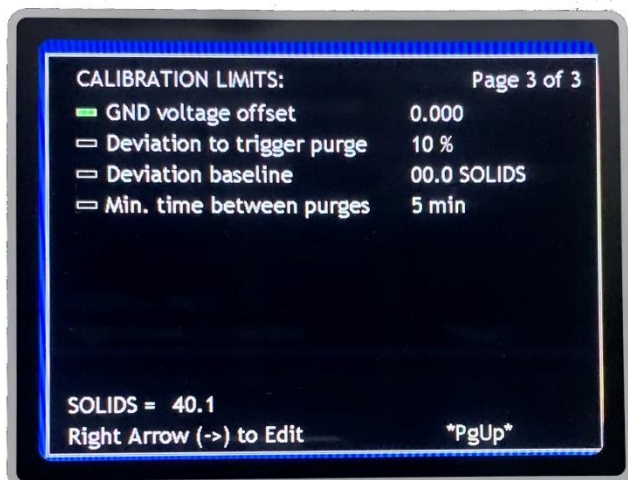 CALIBRATION LIMITS: Page 3 of 3
GND voltage offset 0.000
Deviation to trigger purge 10 %
Deviation baseline 00.0 SOLIDS
Min. time between purges 5 min
SOLIDS = 40.1
Right Arrow (->) to Edit *PgUp*